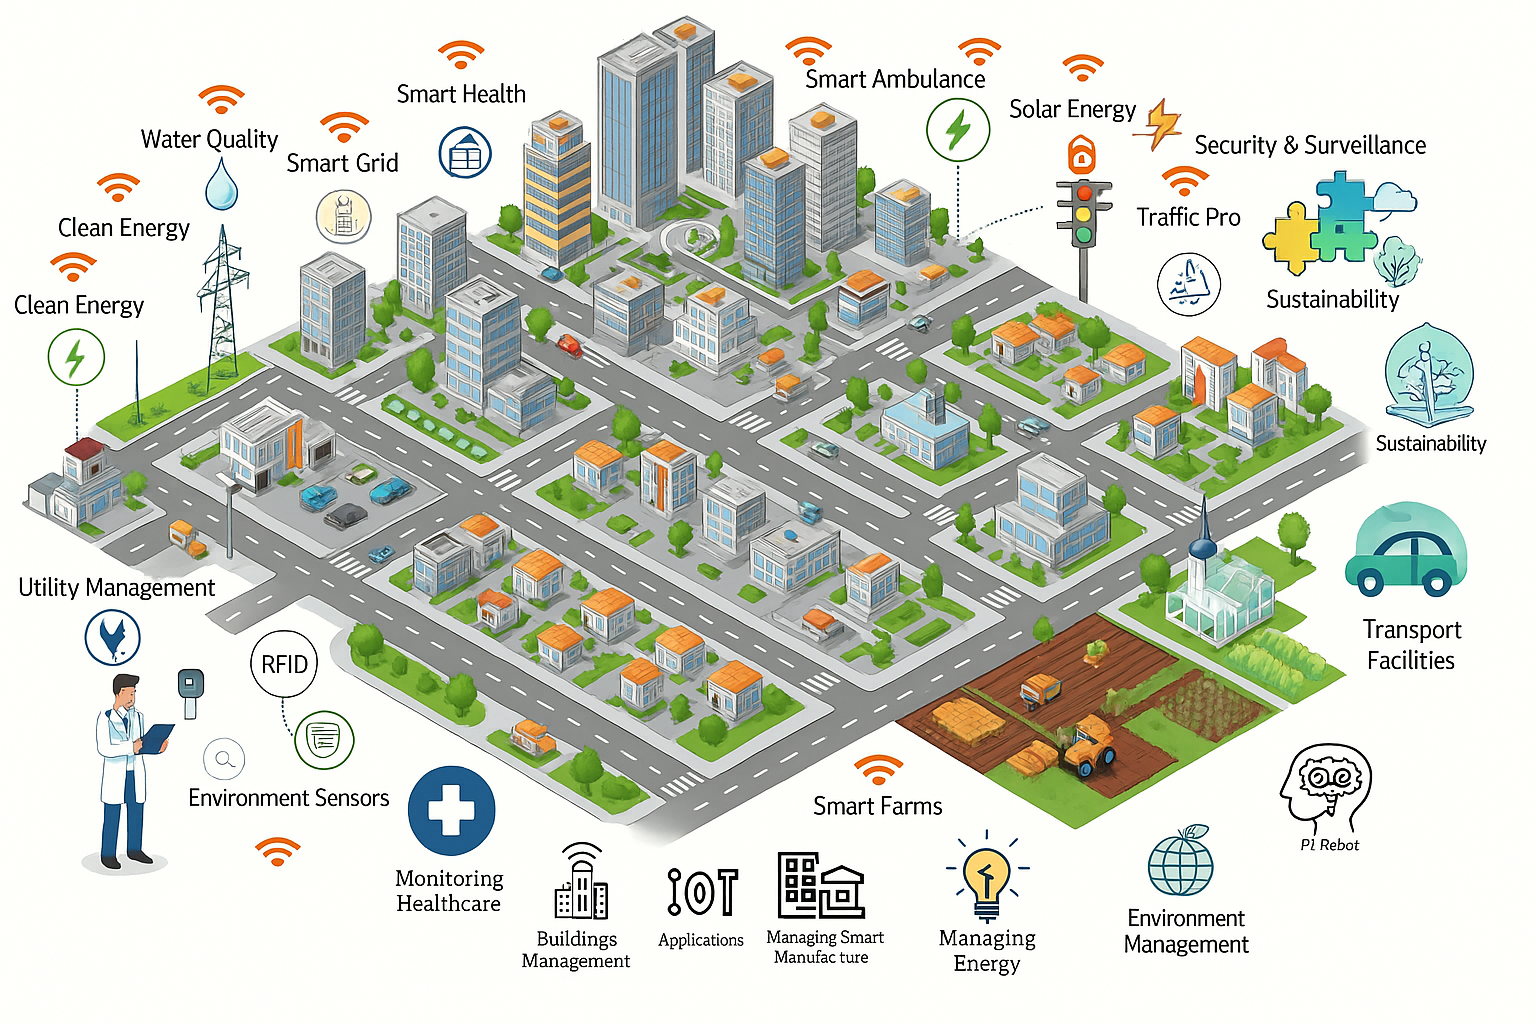 Smart Health
Smart Ambulance
Solar Energy
Water Quality
Smart Grid
Security & Surveillance
Clean Energy
Traffic Pro
Clean Energy
Sustainability
Sustainability
Utility Management
RFID
Transport
Facilities
Environment Sensors
Smart Farms
P1 Rebot
Monitoring
Healthcare
Buildings
Management
IOT
Applications
Managing Smart
Manufac ture
Managing
Energy
Environment
Management